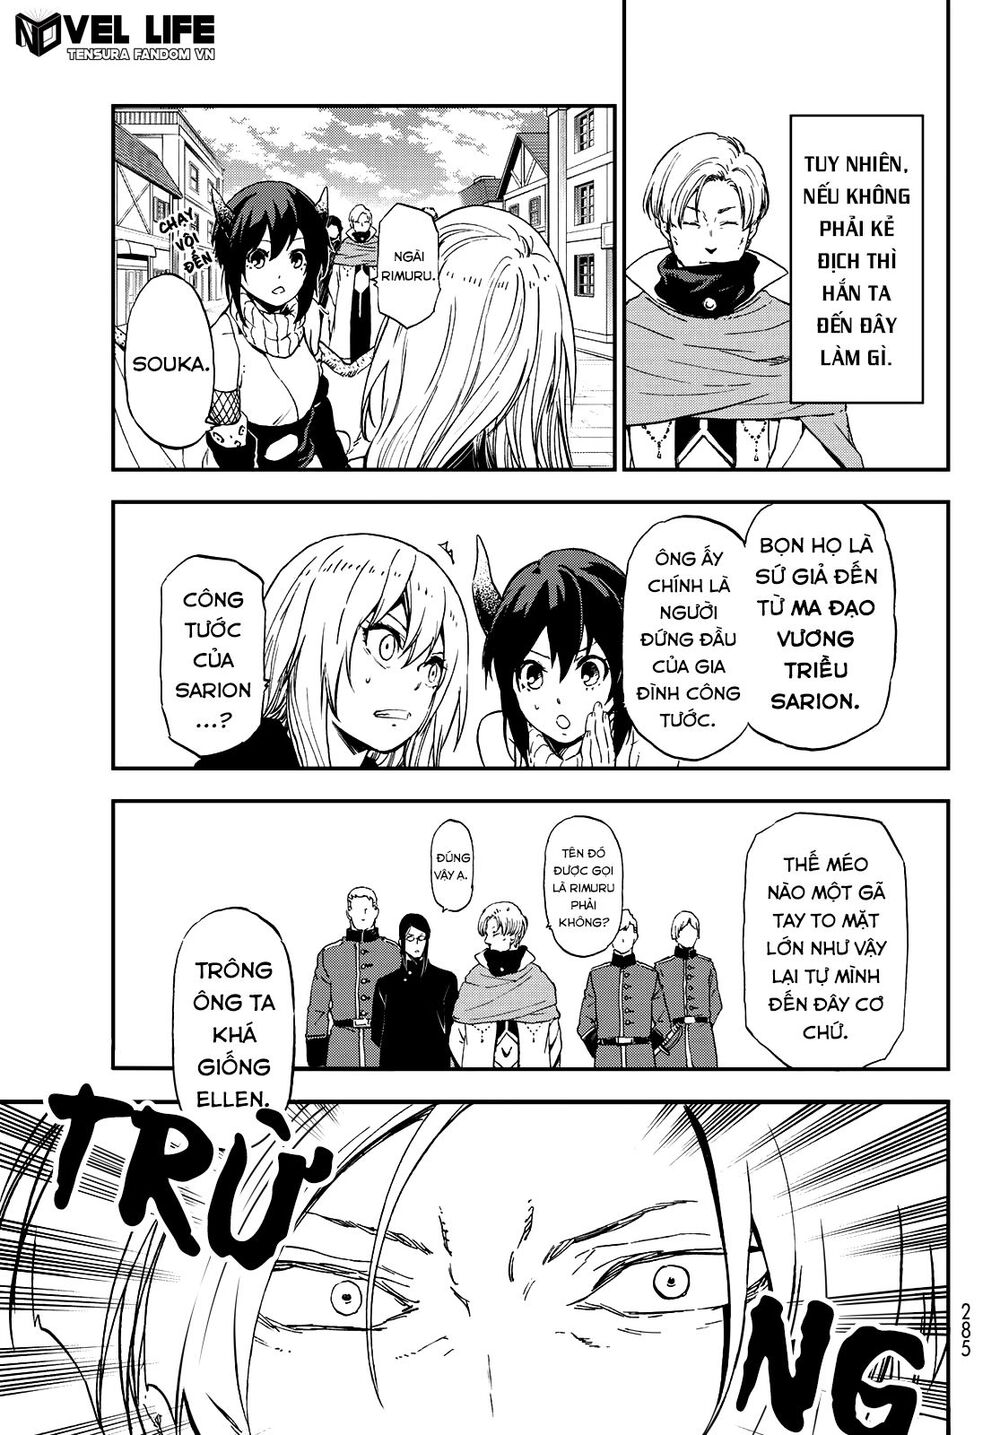 NOVEL LIFE
TENSURA FANDOM VN
TUY NHIÊN,
NẾU KHÔNG
PHẢI KẺ
ĐỊCH THÌ
HẮN TA
ĐẾN ĐÂY
LÀM GÌ.
NGÀI
RIMURU.
CHẠY
VỘI
ĐẾN
SOUKA.
BỌN HỌ LÀ
SỨ GIẢ ĐẾN
TỪ MA ĐẠO
VƯƠNG
TRIỀU
SARION.
ÔNG ẤY
CHÍNH LÀ
NGƯỜI
ĐỨNG ĐẦU
CỦA GIA
ĐÌNH CÔNG
TƯỚC.
CÔNG
TƯỚC
CỦA
SARION
...?
THẾ MÉO
NÀO MỘT GÃ
TAY TO MẶT
LỚN NHƯ VẬY
LẠI TỰ MÌNH
ĐẾN ĐÂY CƠ
CHỨ.
TÊN ĐÓ
ĐƯỢC GỌI
LÀ RIMURU
PHẢI
KHÔNG?
ĐÚNG
VẬY Ạ.
TRÔNG
ÔNG TA
KHÁ
GIỐNG
ELLEN.
TRỪ
NG
285